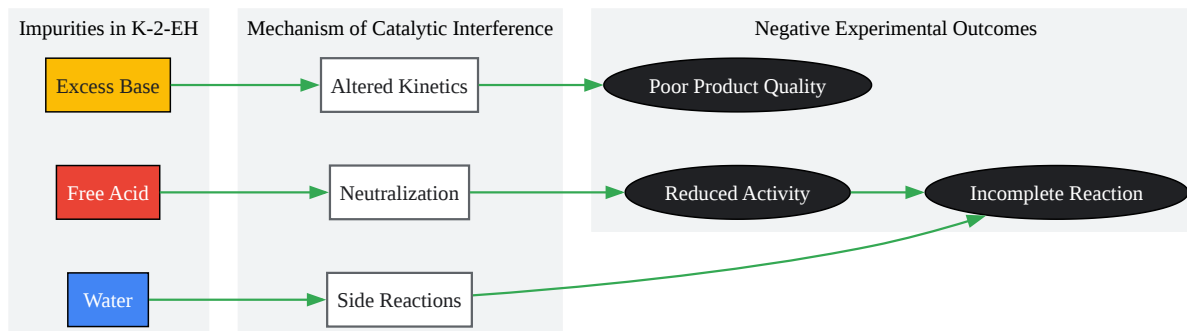 Impurities in K-2-EH
Mechanism of Catalytic Interference
Negative Experimental Outcomes
Excess Base
Altered Kinetics
Poor Product Quality
Free Acid
Neutralization
Reduced Activity
Incomplete Reaction
Water
Side Reactions